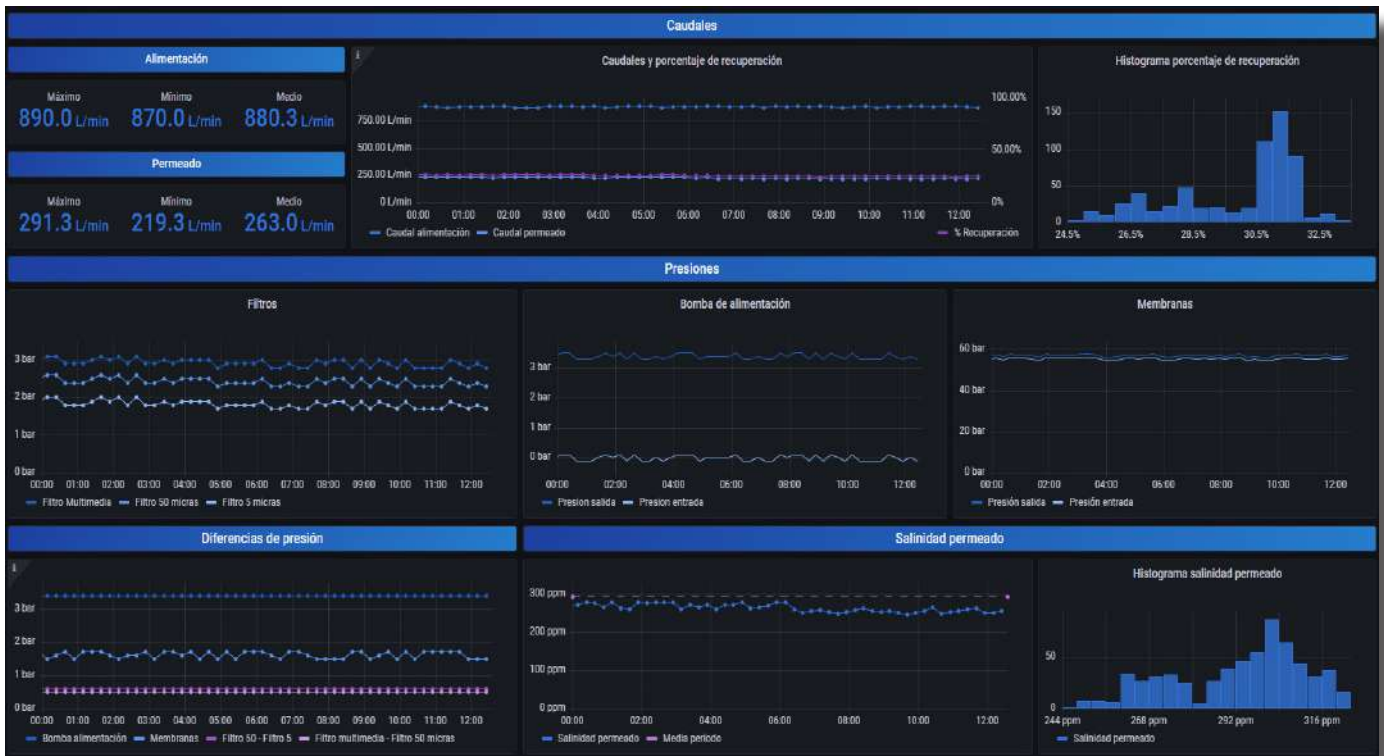 Caudales
Alimentación
Máximo Mínimo Medio
890.0 L/min 870.0 L/min 880.3 L/min
Permeado
Máximo Mínimo Medio
291.3 L/min 219.3 L/min 263.0 L/min
i
Caudales y porcentaje de recuperación
750.00 L/min
500.00 L/min
250.00 L/min
0 L/min
100.00%
50.00%
0%
00:00 01:00 02:00 03:00 04:00 05:00 06:00 07:00 08:00 09:00 10:00 11:00 12:00
Caudal alimentación Caudal permeado % Recuperación
Histograma porcentaje de recuperación
150
100
50
0
24.5% 26.5% 28.5% 30.5% 32.5%
Presiones
Filtros
3 bar
2 bar
1 bar
0 bar
00:00 01:00 02:00 03:00 04:00 05:00 06:00 07:00 08:00 09:00 10:00 11:00 12:00
Filtro Multimedia Filtro 50 micras Filtro 5 micras
Bomba de alimentación
3 bar
2 bar
1 bar
0 bar
00:00 02:00 04:00 06:00 08:00 10:00 12:00
Presion salida Presion entrada
Membranas
60 bar
40 bar
20 bar
0 bar
00:00 02:00 04:00 06:00 08:00 10:00 12:00
Presión salida Presión entrada
Diferencias de presión
i
3 bar
2 bar
1 bar
0 bar
00:00 01:00 02:00 03:00 04:00 05:00 06:00 07:00 08:00 09:00 10:00 11:00 12:00
Bomba alimentación Membranas Filtro 50 - Filtro 5 Filtro multimedia - Filtro 50 micras
Salinidad permeado
300 ppm
200 ppm
100 ppm
0 ppm
00:00 02:00 04:00 06:00 08:00 10:00 12:00
Salinidad permeado Media periodo
Histograma salinidad permeado
50
0
244 ppm 268 ppm 292 ppm 316 ppm
Salinidad permeado